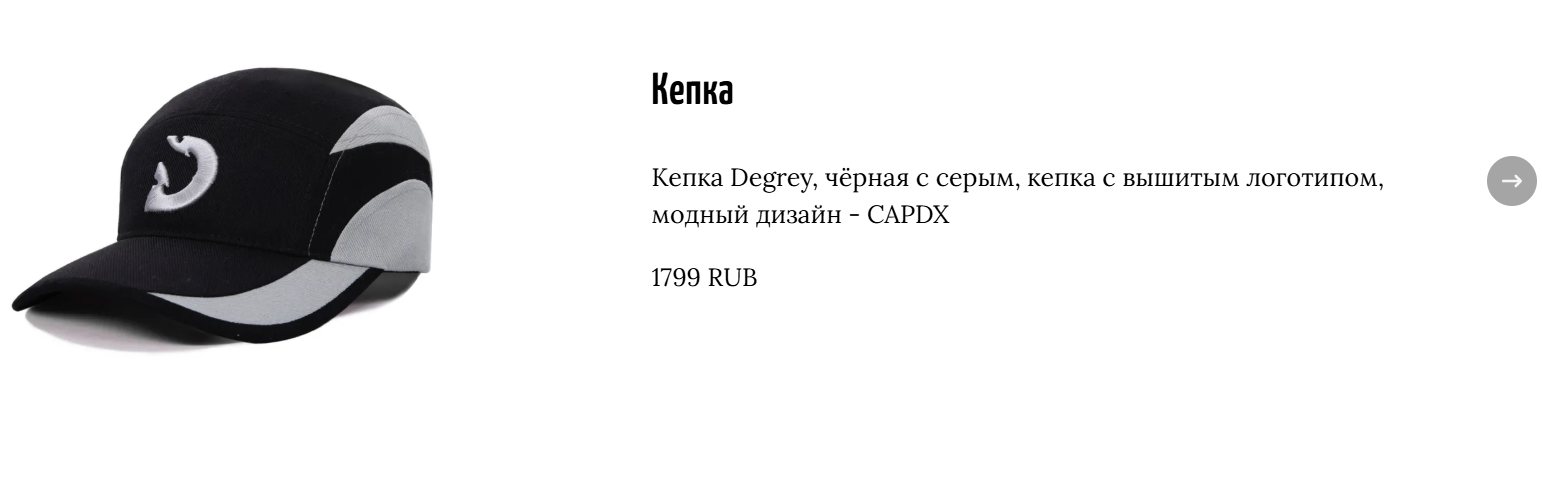 Кепка
Кепка Degrey, чёрная с серым, кепка с вышитым логотипом,
модный дизайн - CAPDX
1799 RUB